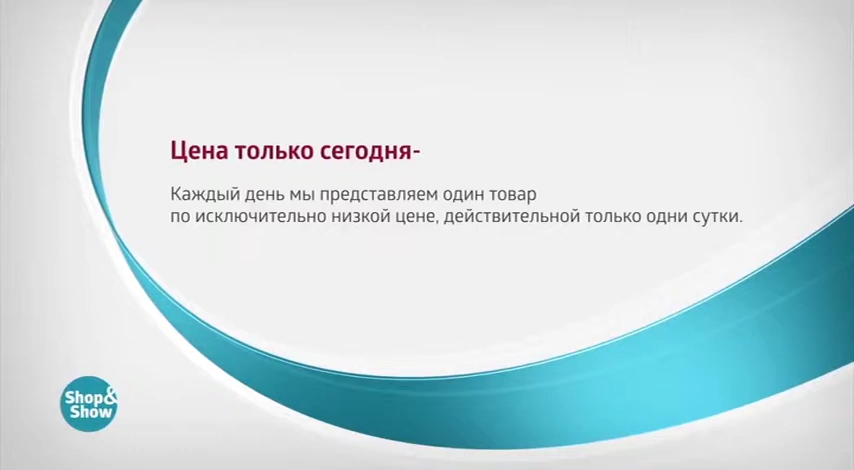 Цена только сегодня-
Каждый день мы представляем один товар
по исключительно низкой цене, действительной только одни сутки.
Shop&
Show